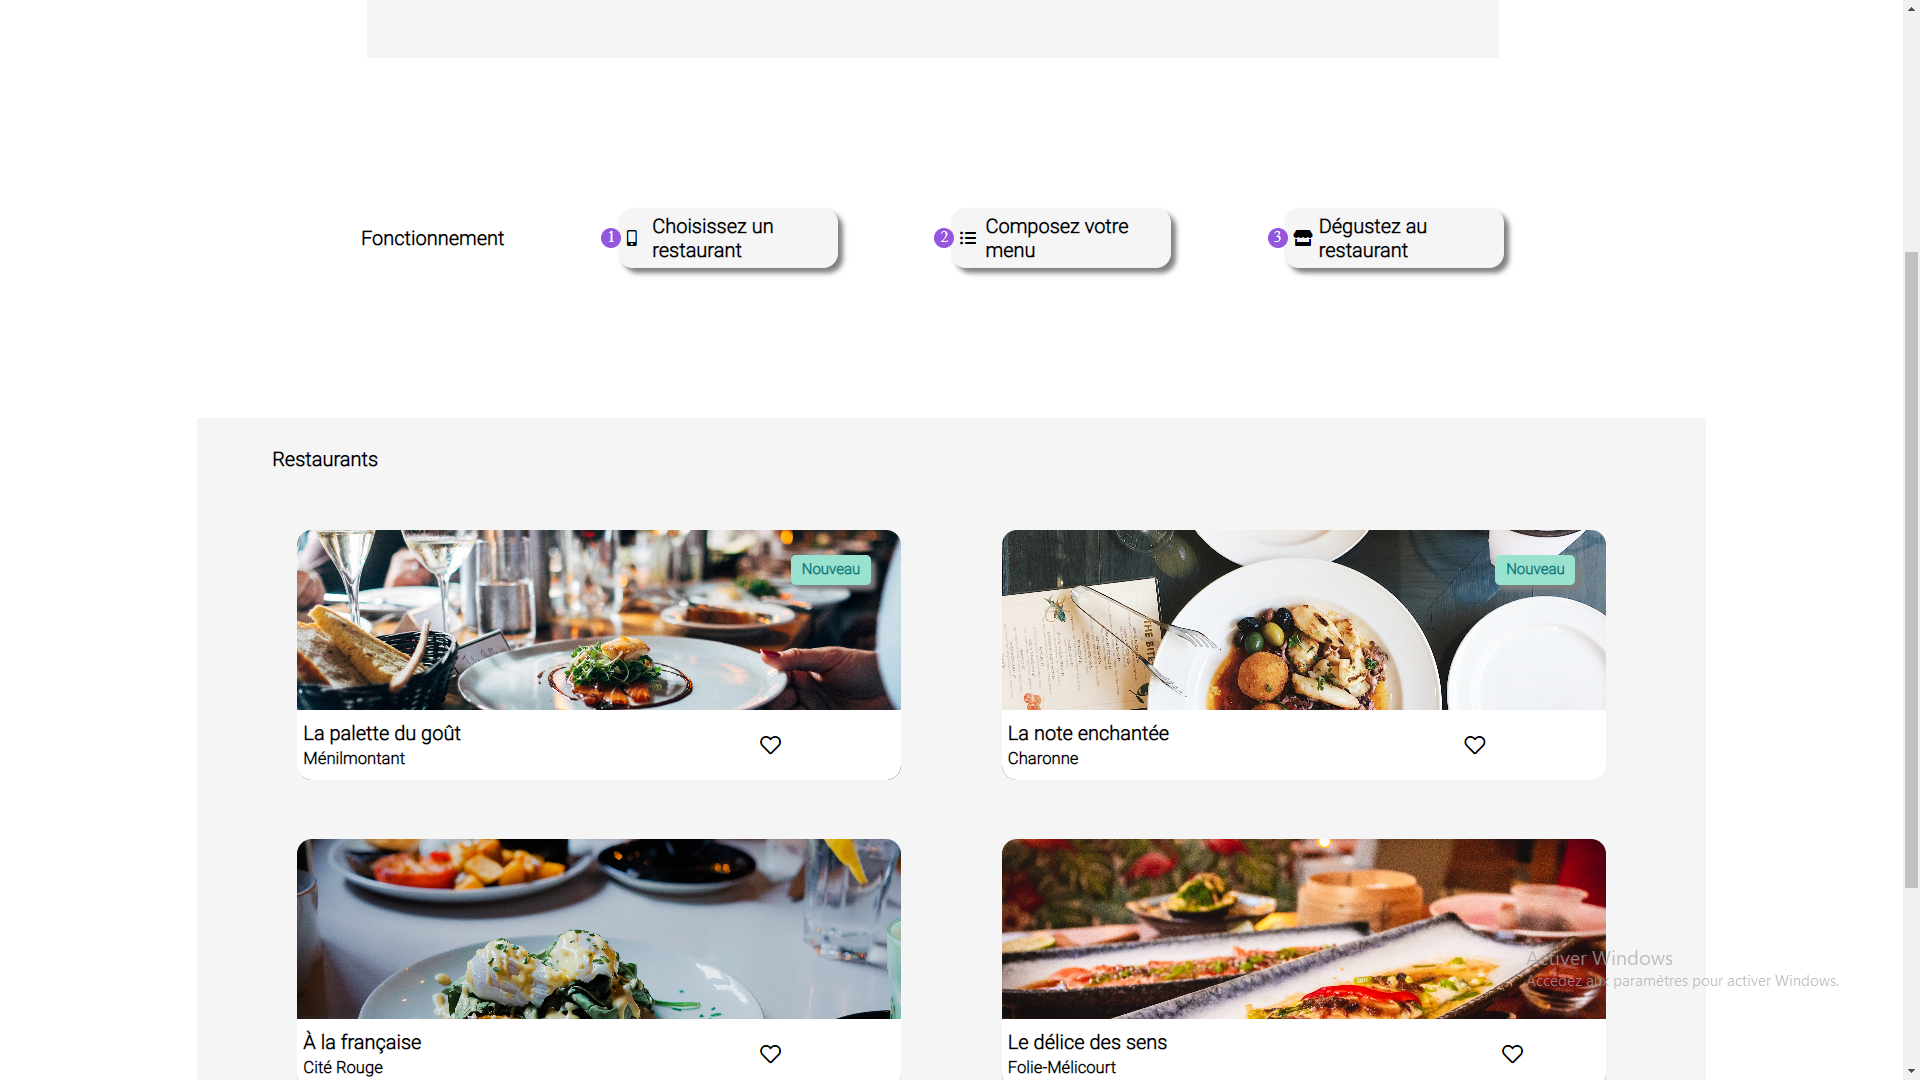 Fonctionnement
1 Choisissez un
restaurant
2 Composez votre
menu
3 Dégustez au
restaurant
Restaurants
Nouveau
Nouveau
La palette du goût
Ménilmontant
La note enchantée
Charonne
À la française
Cité Rouge
Le délice des sens
Folie-Mélicourt
Activer Windows
Accédez aux paramètres pour activer Windows.